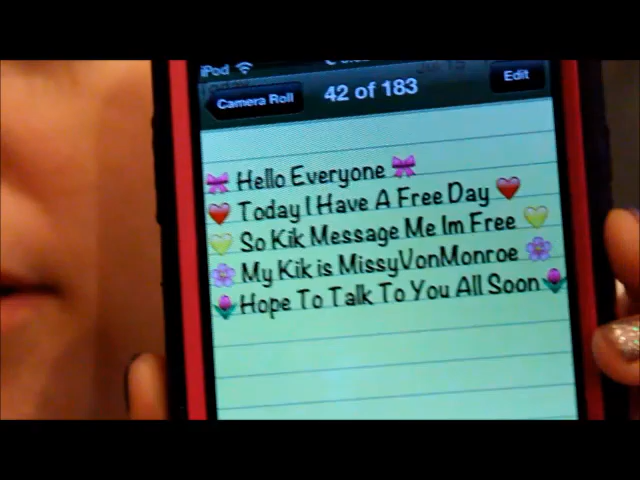 iPod
Camera Roll 42 of 183 Edit
🎀 Hello Everyone 🎀
❤️ Today I Have A Free Day ❤️
💛 So Kik Message Me Im Free 💛
🌸 My Kik is MissyVonMonroe 🌸
🌷 Hope To Talk To You All Soon 🌷